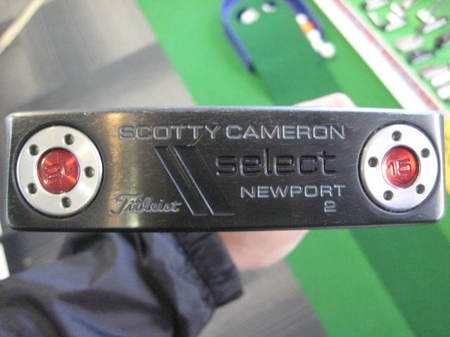 SCOTTY CAMERON
select
NEWPORT
2
Titleist
15